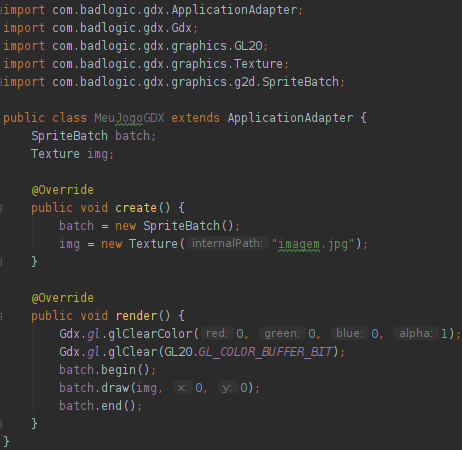 import com.badlogic.gdx.ApplicationAdapter;
import com.badlogic.gdx.Gdx;
import com.badlogic.gdx.graphics.GL20;
import com.badlogic.gdx.graphics.Texture;
import com.badlogic.gdx.graphics.g2d.SpriteBatch;
public class MeuJogoGDX extends ApplicationAdapter {
SpriteBatch batch;
Texture img;
@Override
public void create() {
batch = new SpriteBatch();
img = new Texture( internalPath: "imagem.jpg");
}
@Override
public void render() {
Gdx.gl.glClearColor( red: 0, green: 0, blue: 0, alpha: 1);
Gdx.gl.glClear(GL20.GL_COLOR_BUFFER_BIT);
batch.begin();
batch.draw(img, x: 0, y: 0);
batch.end();
}
}